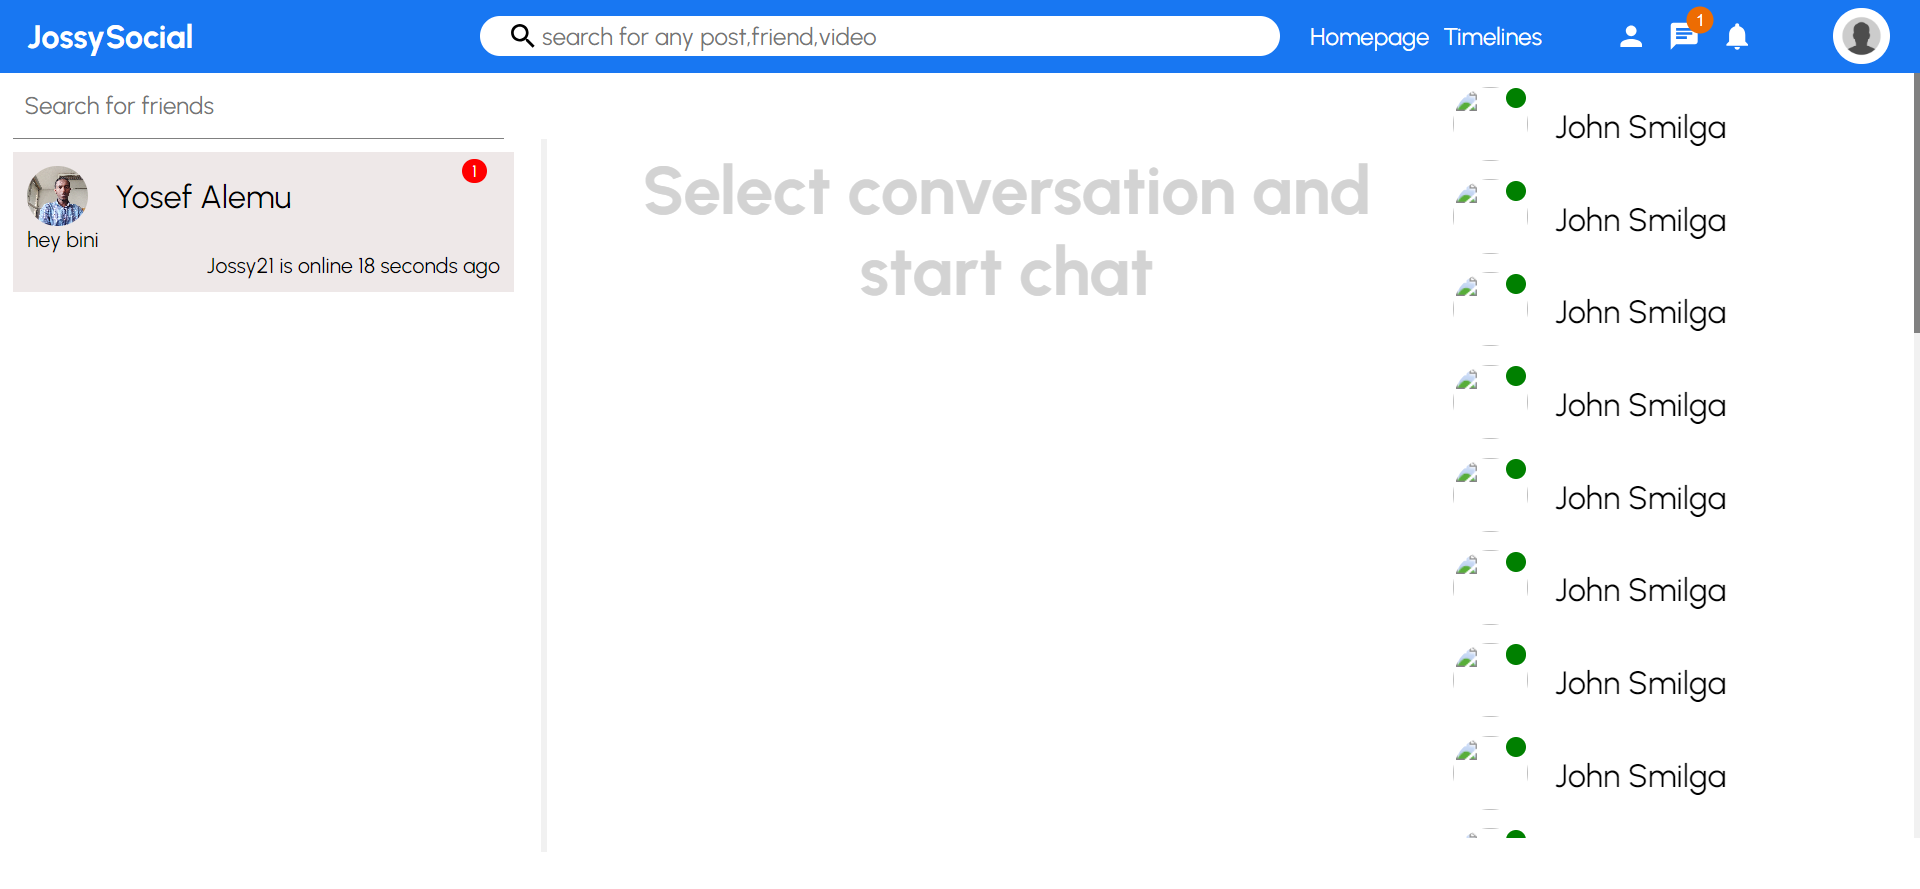 JossySocial
search for any post,friend,video
Homepage Timelines
1
Search for friends
1
Yosef Alemu
hey bini
Jossy21 is online 18 seconds ago
Select conversation and
start chat
John Smilga
John Smilga
John Smilga
John Smilga
John Smilga
John Smilga
John Smilga
John Smilga